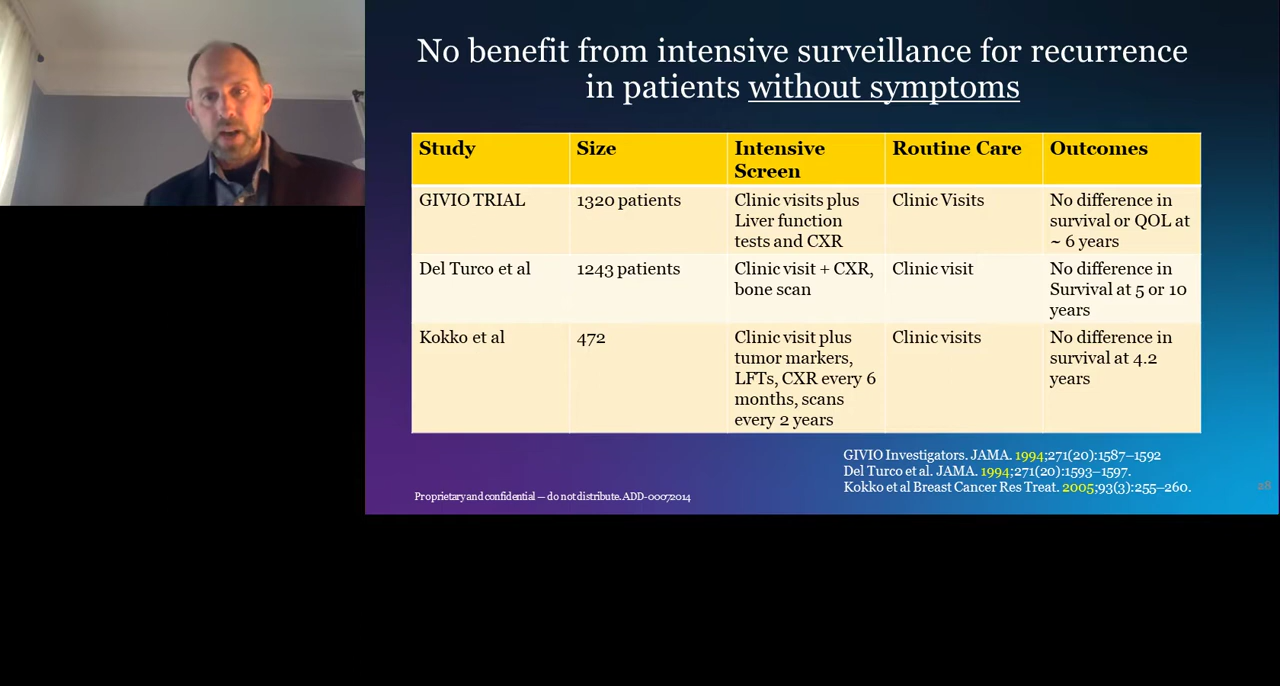 No benefit from intensive surveillance for recurrence
in patients without symptoms
Study
Size
Intensive
Screen
Routine Care
Outcomes
GIVIO TRIAL
1320 patients
Clinic visits plus
Liver function
tests and CXR
Clinic Visits
No difference in
survival or QOL at
~ 6 years
Del Turco et al
1243 patients
Clinic visit + CXR,
bone scan
Clinic visit
No difference in
Survival at 5 or 10
years
Kokko et al
472
Clinic visit plus
tumor markers,
LFTs, CXR every 6
months, scans
every 2 years
Clinic visits
No difference in
survival at 4.2
years
GIVIO Investigators. JAMA. 1994;271(20):1587–1592
Del Turco et al. JAMA. 1994;271(20):1593–1597.
Kokko et al Breast Cancer Res Treat. 2005;93(3):255–260.
Proprietary and confidential — do not distribute. ADD-00072014
28